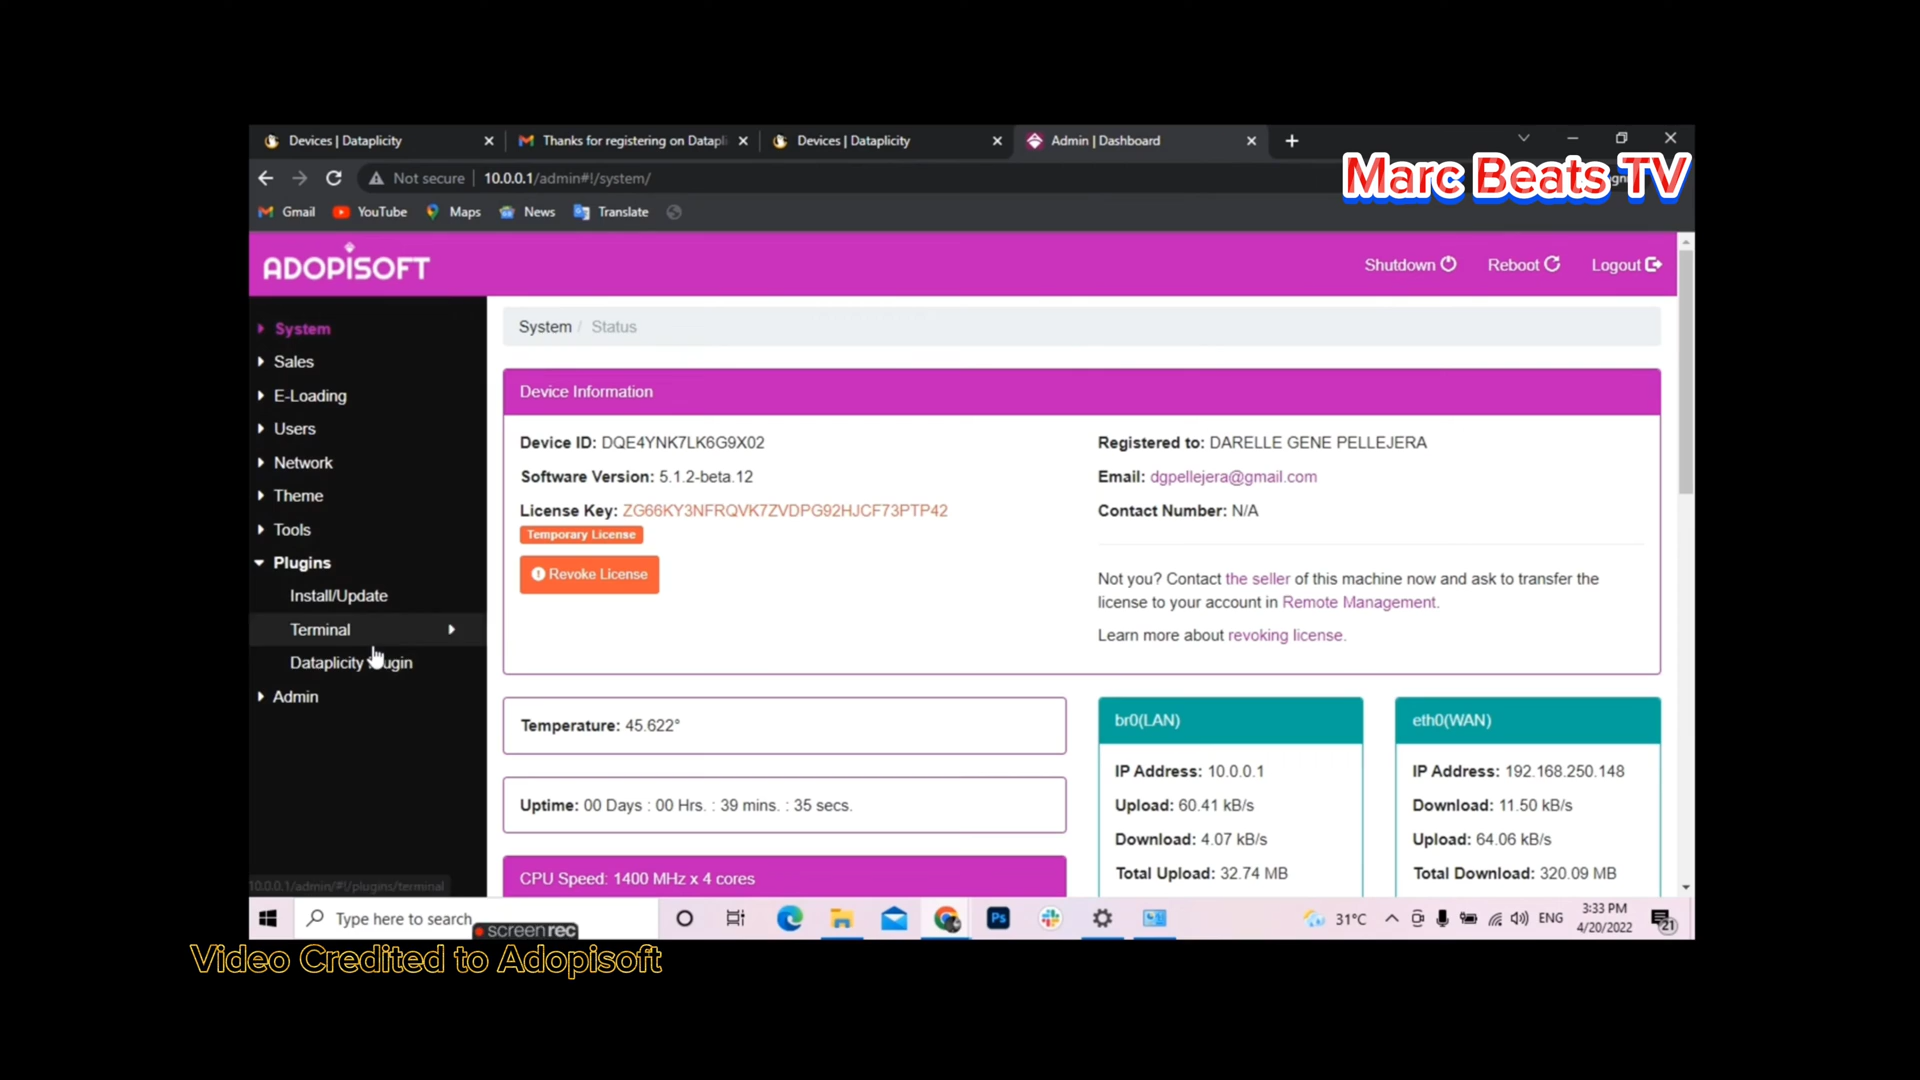 Devices | Dataplicity
Thanks for registering on Datapl
Devices | Dataplicity
Admin | Dashboard
Not secure | 10.0.0.1/admin#!/system/
Marc Beats TV
Gmail YouTube Maps News Translate
ADOPISOFT
Shutdown Reboot Logout
System
Sales
E-Loading
Users
Network
Theme
Tools
Plugins
Install/Update
Terminal
Dataplicity
Admin
System / Status
Device Information
Device ID: DQE4YNK7LK6G9X02
Software Version: 5.1.2-beta.12
License Key: ZG66KY3NFRQVK7ZVDPG92HJCF73PTP42
Temporary License
Revoke License
Registered to: DARELLE GENE PELLEJERA
Email: dgpellejera@gmail.com
Contact Number: N/A
Not you? Contact the seller of this machine now and ask to transfer the
license to your account in Remote Management.
Learn more about revoking license.
Temperature: 45.622°
Uptime: 00 Days : 00 Hrs. : 39 mins. : 35 secs.
CPU Speed: 1400 MHz x 4 cores
br0(LAN)
IP Address: 10.0.0.1
Upload: 60.41 kB/s
Download: 4.07 kB/s
Total Upload: 32.74 MB
eth0(WAN)
IP Address: 192.168.250.148
Download: 11.50 kB/s
Upload: 64.06 kB/s
Total Download: 320.09 MB
10.0.0.1/admin/#!/plugins/terminal
Type here to search
screenrec
Ps
31°C
ENG
3:33 PM
4/20/2022
21
Video Credited to Adopisoft